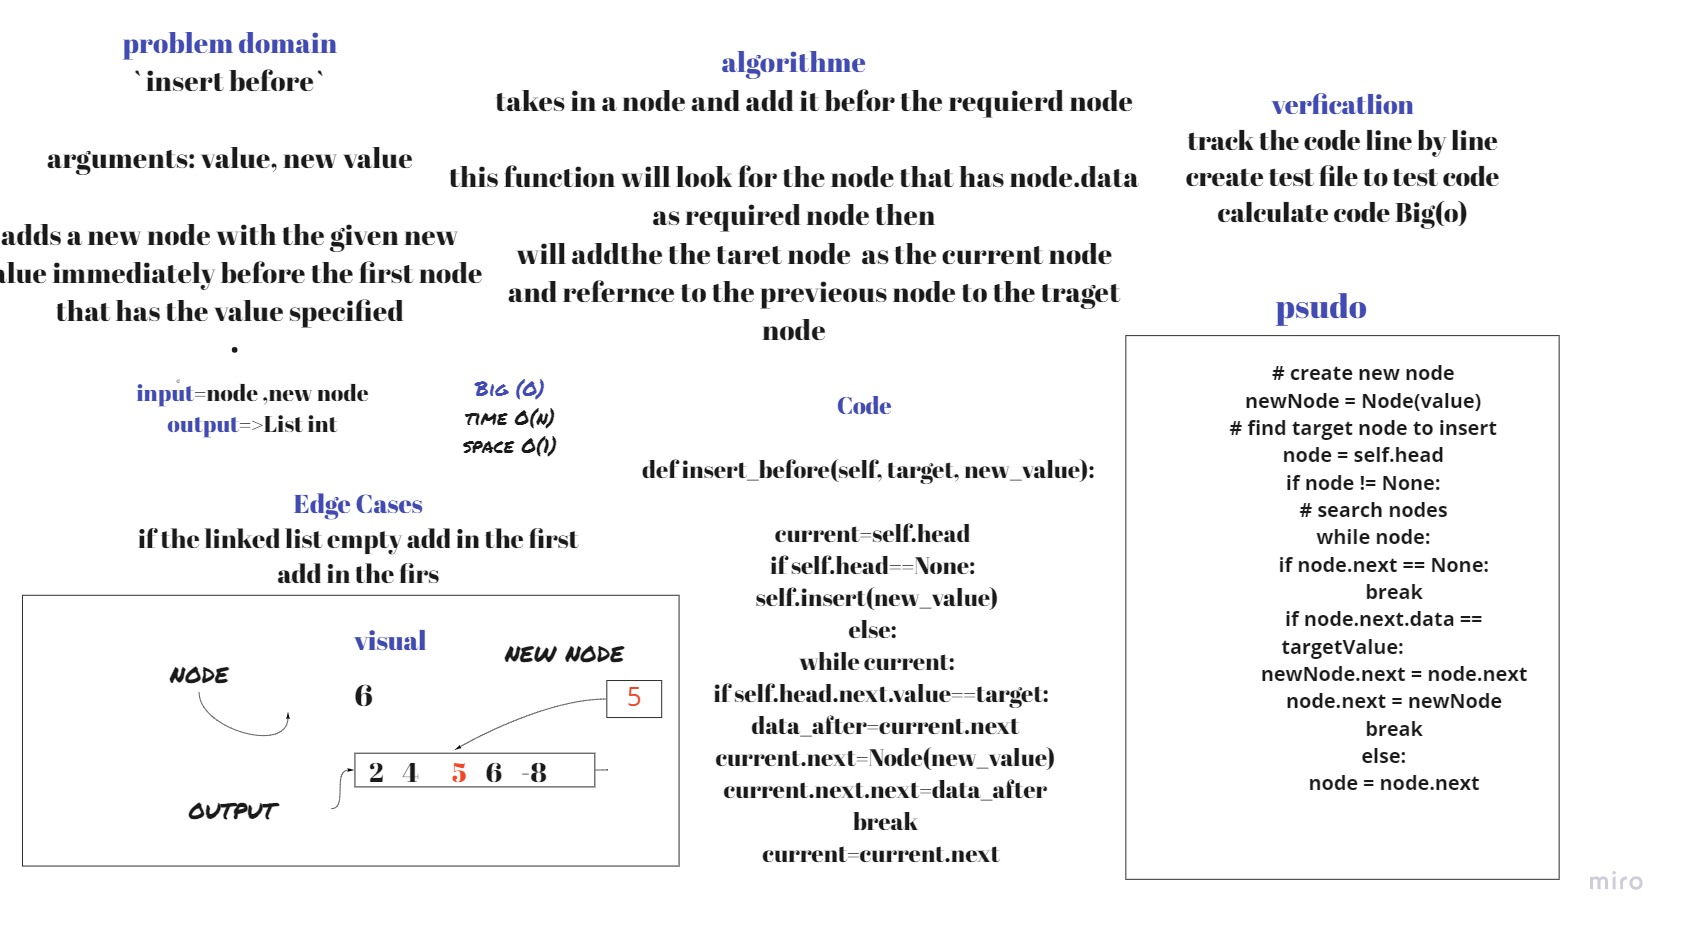 problem domain
`insert before`
arguments: value, new value
adds a new node with the given new
alue immediately before the first node
that has the value specified
.
input=node ,new node
output=>List int
Big (O)
time O(n)
space O(1)
Edge Cases
if the linked list empty add in the first
add in the firs
visual
node
6
new node
5
2 4 5 6 -8
output
algorithme
takes in a node and add it befor the requierd node
this function will look for the node that has node.data
as required node then
will addthe the taret node as the current node
and refernce to the previeous node to the traget
node
Code
def insert_before(self, target, new_value):
current=self.head
if self.head==None:
self.insert(new_value)
else:
while current:
if self.head.next.value==target:
data_after=current.next
current.next=Node(new_value)
current.next.next=data_after
break
current=current.next
verficatlion
track the code line by line
create test file to test code
calculate code Big(o)
psudo
# create new node
newNode = Node(value)
# find target node to insert
node = self.head
if node != None:
# search nodes
while node:
if node.next == None:
break
if node.next.data ==
targetValue:
newNode.next = node.next
node.next = newNode
break
else:
node = node.next
miro